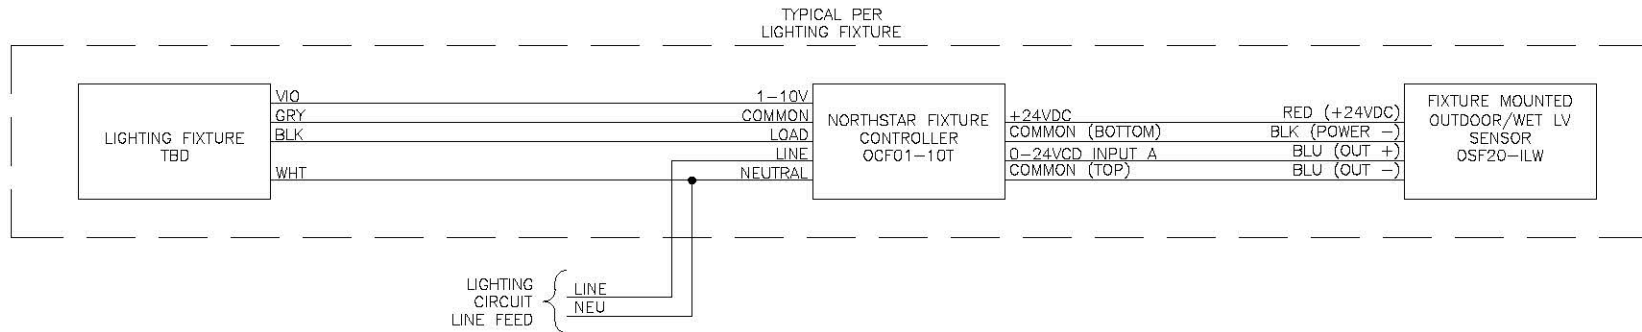 TYPICAL PER
LIGHTING FIXTURE
LIGHTING FIXTURE
TBD
VIO
GRY
BLK
WHT
1-10V
COMMON
LOAD
LINE
NEUTRAL
NORTHSTAR FIXTURE
CONTROLLER
OCF01-10T
+24VDC
COMMON (BOTTOM)
0-24VCD INPUT A
COMMON (TOP)
RED (+24VDC)
BLK (POWER -)
BLU (OUT +)
BLU (OUT -)
FIXTURE MOUNTED
OUTDOOR/WET LV
SENSOR
OSF20-ILW
LIGHTING
CIRCUIT
LINE FEED
LINE
NEU